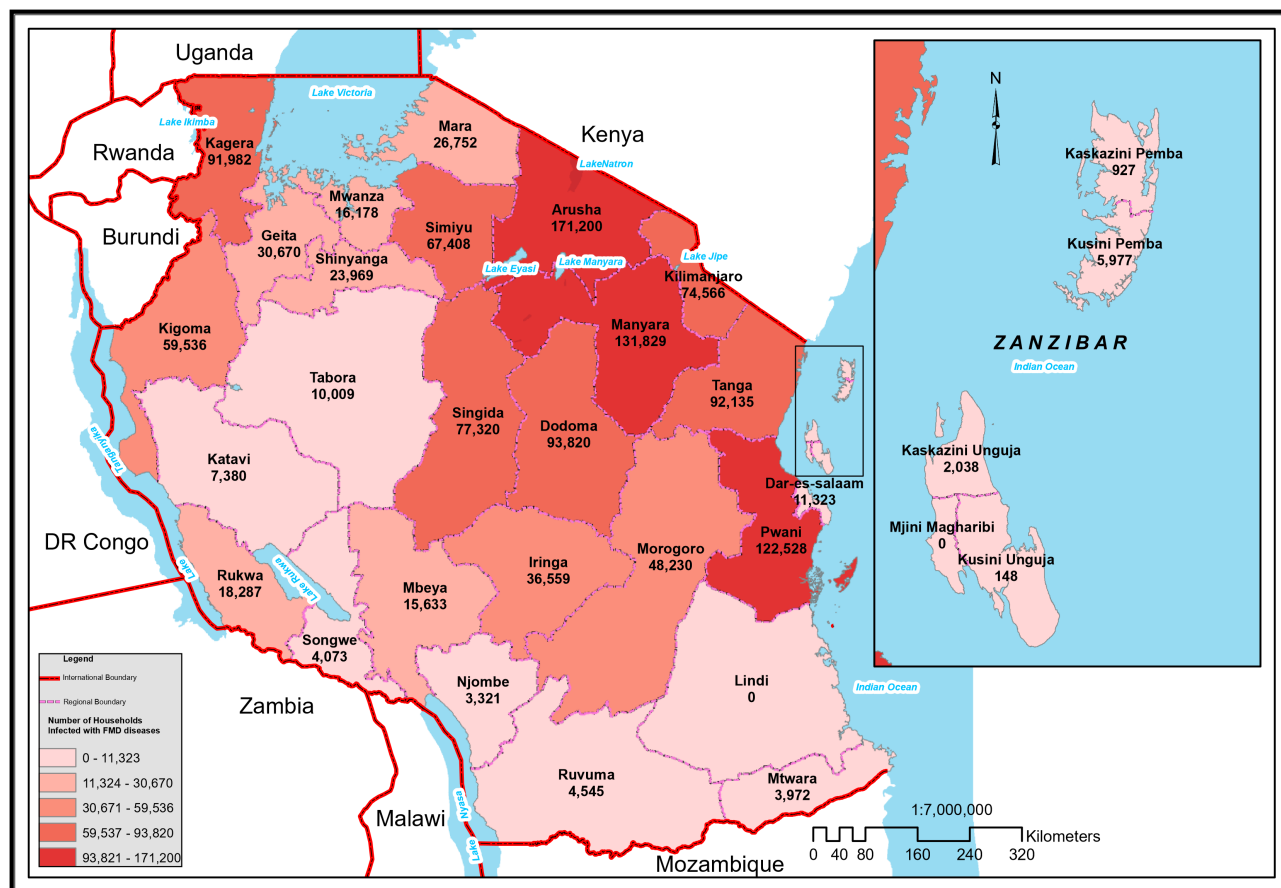 Uganda
Lake Victoria
Lake Ikimba
Kagera
91,982
Mara
26,752
Kenya
Rwanda
LakeNatron
Mwanza
16,178
Arusha
171,200
Burundi
Geita
30,670
Simiyu
67,408
Shinyanga
23,969
Lake Eyasi
Lake Manyara
Lake Jipe
Kilimanjaro
74,566
Kigoma
59,536
Manyara
131,829
Tabora
10,009
Tanga
92,135
Singida
77,320
Dodoma
93,820
Katavi
7,380
Lake Tanganyika
Dar-es-salaam
11,323
Pwani
122,528
DR Congo
Rukwa
18,287
Lake Rukwa
Mbeya
15,633
Iringa
36,559
Morogoro
48,230
Songwe
4,073
Njombe
3,321
Lindi
0
Indian Ocean
Zambia
Ruvuma
4,545
Mtwara
3,972
Malawi
Lake Nyasa
Mozambique
N
Kaskazini Pemba
927
Kusini Pemba
5,977
ZANZIBAR
Indian Ocean
Kaskazini Unguja
2,038
Mjini Magharibi
0
Kusini Unguja
148
Legend
International Boundary
Regional Boundary
Number of Households
Infected with FMD diseases
0 - 11,323
11,324 - 30,670
30,671 - 59,536
59,537 - 93,820
93,821 - 171,200
1:7,000,000
Kilometers
0 40 80 160 240 320